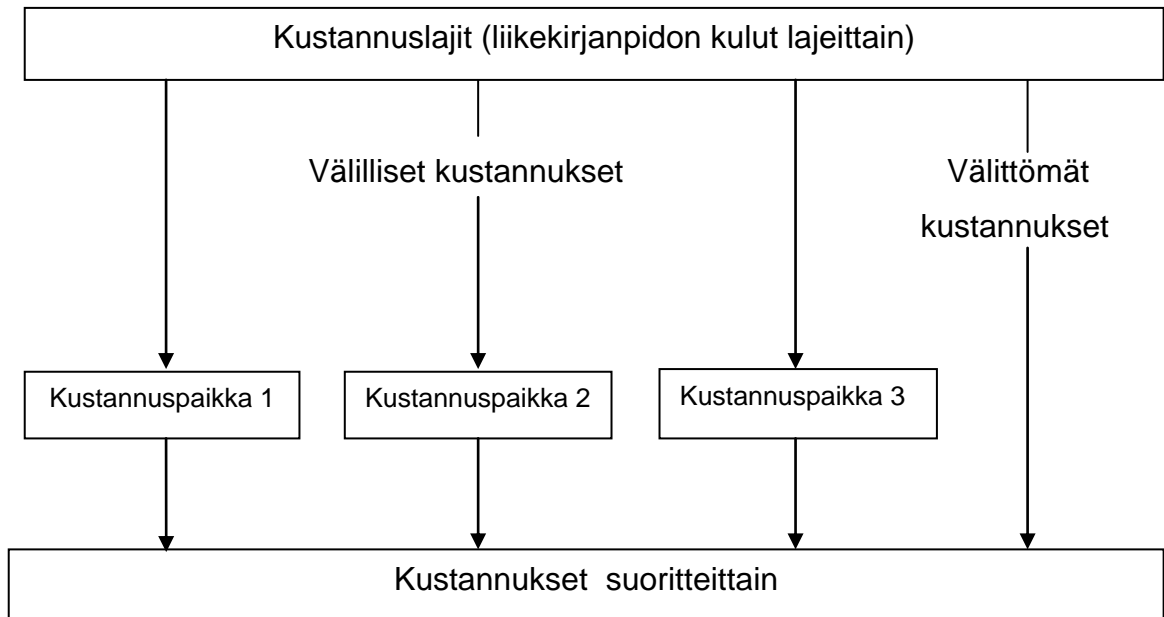 Kustannuslajit (liikekirjanpidon kulut lajeittain)
Välilliset kustannukset
Välittömät
kustannukset
Kustannuspaikka 1
Kustannuspaikka 2
Kustannuspaikka 3
Kustannukset suoritteittain